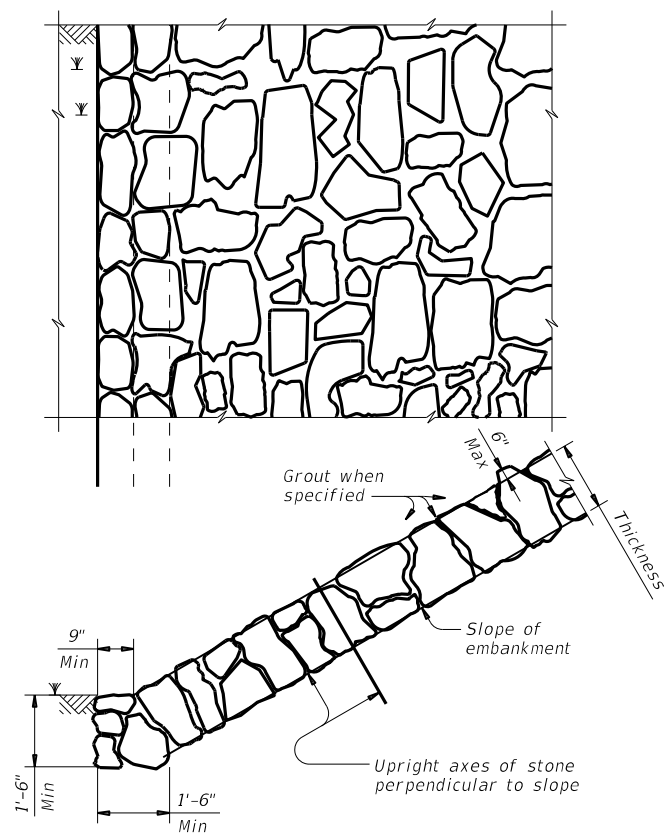 6"
Max
Grout when
specified
Thickness
9"
Min
Slope of
embankment
1'-6"
Min
Upright axes of stone
perpendicular to slope
1'-6"
Min